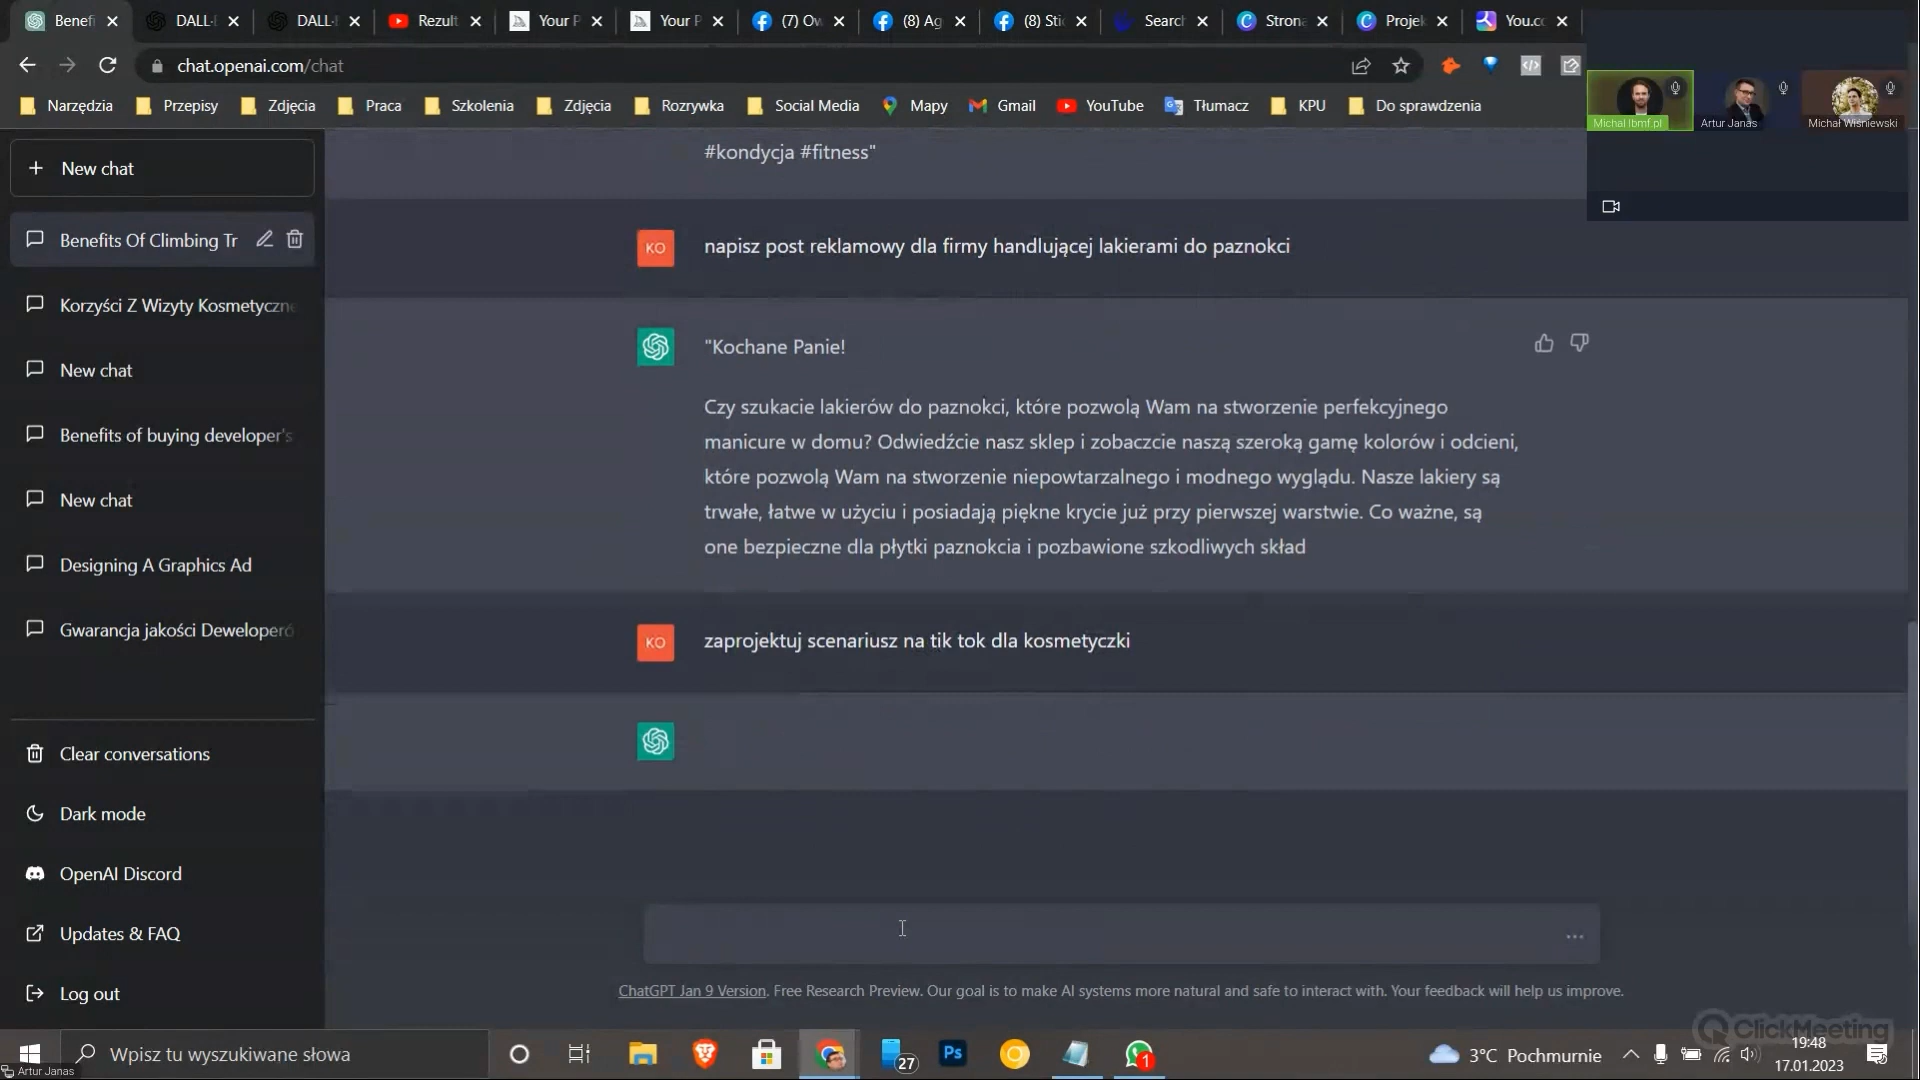 Benefi
DALL-
DALL-
Rezult
Your P
Your P
(7) Ov
(8) Ag
(8) Sti
Search
Strona
Projek
You.c
chat.openai.com/chat
Narzędzia
Przepisy
Zdjęcia
Praca
Szkolenia
Zdjęcia
Rozrywka
Social Media
Mapy
Gmail
YouTube
Tłumacz
KPU
Do sprawdzenia
Michal Ibmf.pl
Artur Janas
Michał Wiśniewski
+ New chat
Benefits Of Climbing Tr
Korzyści Z Wizyty Kosmetyczne
New chat
Benefits of buying developer's
New chat
Designing A Graphics Ad
Gwarancja jakości Deweloperó
Clear conversations
Dark mode
OpenAI Discord
Updates & FAQ
Log out
#kondycja #fitness"
KO
napisz post reklamowy dla firmy handlującej lakierami do paznokci
"Kochane Panie!
Czy szukacie lakierów do paznokci, które pozwolą Wam na stworzenie perfekcyjnego
manicure w domu? Odwiedźcie nasz sklep i zobaczcie naszą szeroką gamę kolorów i odcieni,
które pozwolą Wam na stworzenie niepowtarzalnego i modnego wyglądu. Nasze lakiery są
trwałe, łatwe w użyciu i posiadają piękne krycie już przy pierwszej warstwie. Co ważne, są
one bezpieczne dla płytki paznokcia i pozbawione szkodliwych skład
KO
zaprojektuj scenariusz na tik tok dla kosmetyczki
...
ChatGPT Jan 9 Version. Free Research Preview. Our goal is to make AI systems more natural and safe to interact with. Your feedback will help us improve.
ClickMeeting
Wpisz tu wyszukiwane słowa
27
Ps
1
3°C Pochmurnie
19:48
17.01.2023
Artur Janas